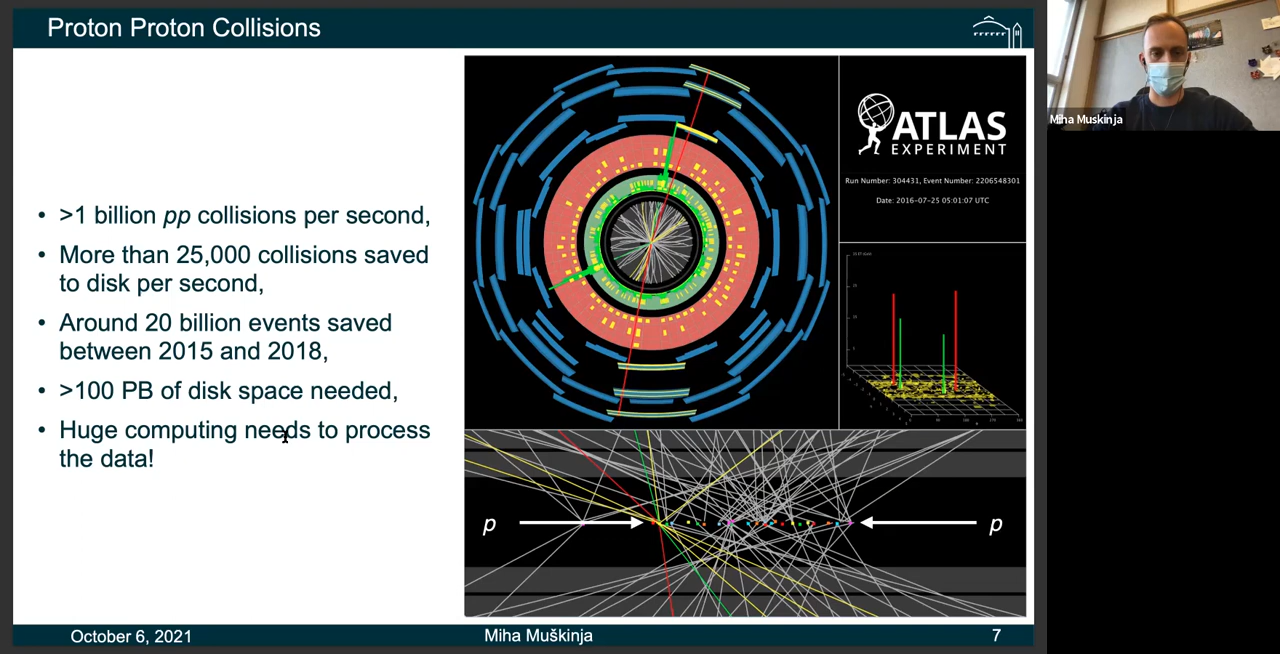 Proton Proton Collisions
• >1 billion pp collisions per second,
• More than 25,000 collisions saved
to disk per second,
• Around 20 billion events saved
between 2015 and 2018,
• >100 PB of disk space needed,
• Huge computing needs to process
the data!
ATLAS
EXPERIMENT
Run Number: 304431, Event Number: 2206548301
Date: 2016-07-25 05:01:07 UTC
p
p
October 6, 2021
Miha Muškinja
7
Miha Muskinja